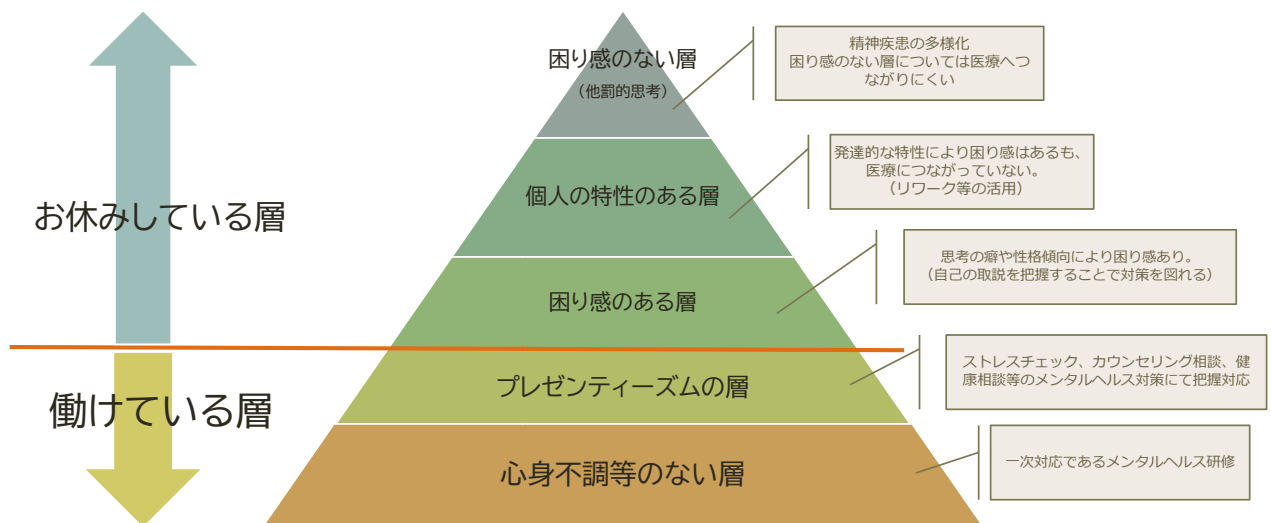 お休みしている層
働けている層
困り感のない層
（他罰的思考）
個人の特性のある層
困り感のある層
プレゼンティーズムの層
心身不調等のない層
精神疾患の多様化
困り感のない層については医療へつ
ながりにくい
発達的な特性により困り感はあるも、
医療につながっていない。
（リワーク等の活用）
思考の癖や性格傾向により困り感あり。
（自己の取説を把握することで対策を図れる）
ストレスチェック、カウンセリング相談、健
康相談等のメンタルヘルス対策にて把握対応
一次対応であるメンタルヘルス研修